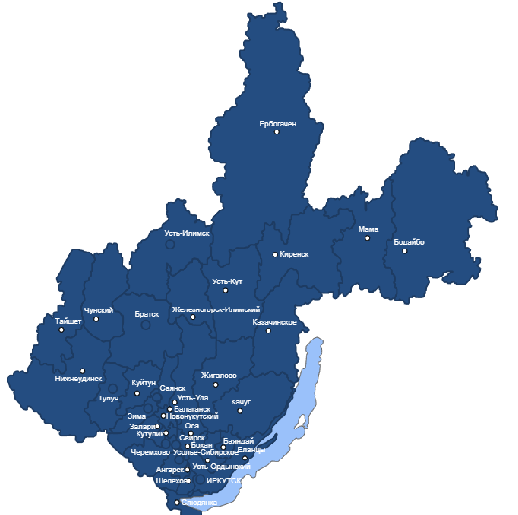 Ербогачен
Мама
Усть-Илимск
Бодайбо
Киренск
Усть-Кут
Чунский
Железногорск-Илимский
Братск
Тайшет
Казачинское
Нижнеудинск
Жигалово
Куйтун
Саянск
Тулун
Усть-Уда
Качуг
Балаганск
Зима
Новонукутский
Залари
Оса
Кутулик
Свирск
Баяндай
Бохан
Еланцы
Черемхово
Усолье-Сибирское
Усть-Ордынский
Ангарск
Шелехов
ИРКУТСК
Слюдянка